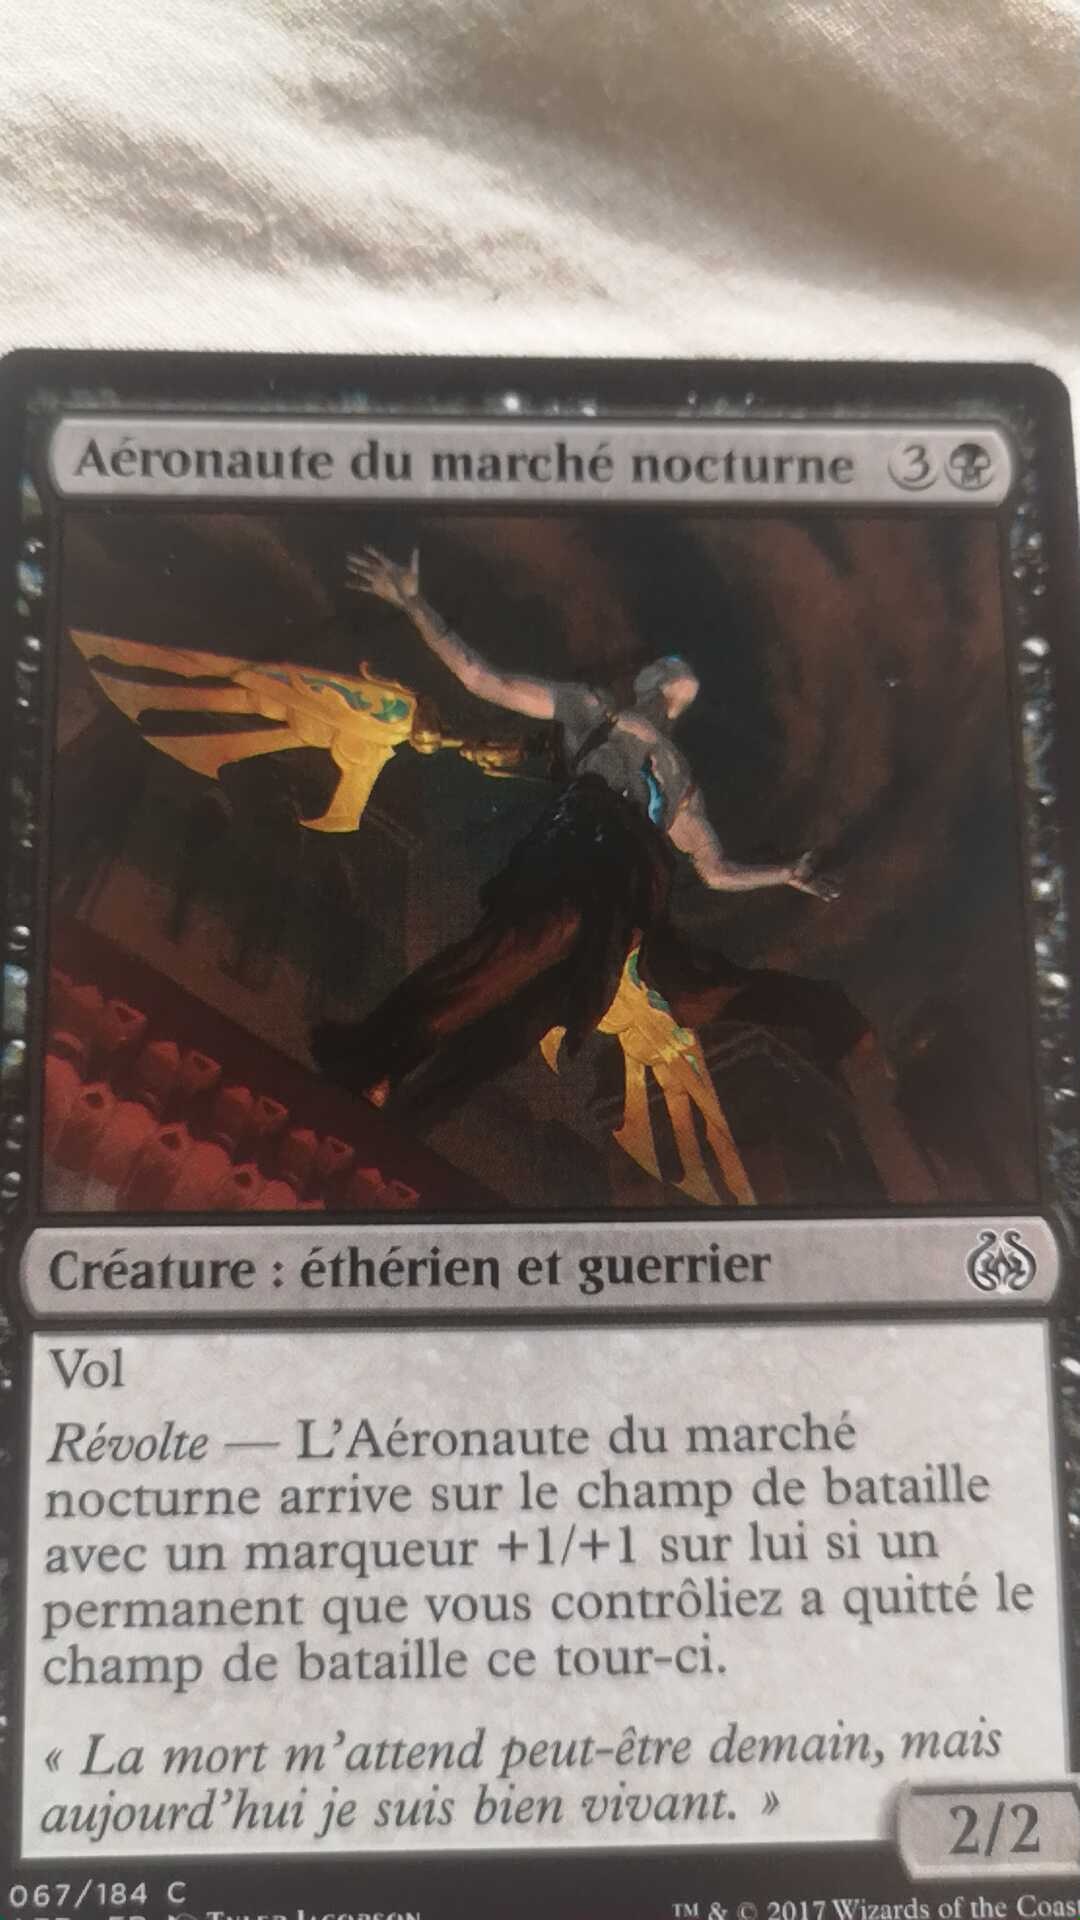 Aéronaute du marché nocturne 3
Créature : éthérien et guerrier
Vol
Révolte — L'Aéronaute du marché
nocturne arrive sur le champ de bataille
avec un marqueur +1/+1 sur lui si un
permanent que vous contrôliez a quitté le
champ de bataille ce tour-ci.
« La mort m'attend peut-être demain, mais
aujourd'hui je suis bien vivant. »
2/2
067/184 C
TYLER JACOBSON
™ & © 2017 Wizards of the Coast